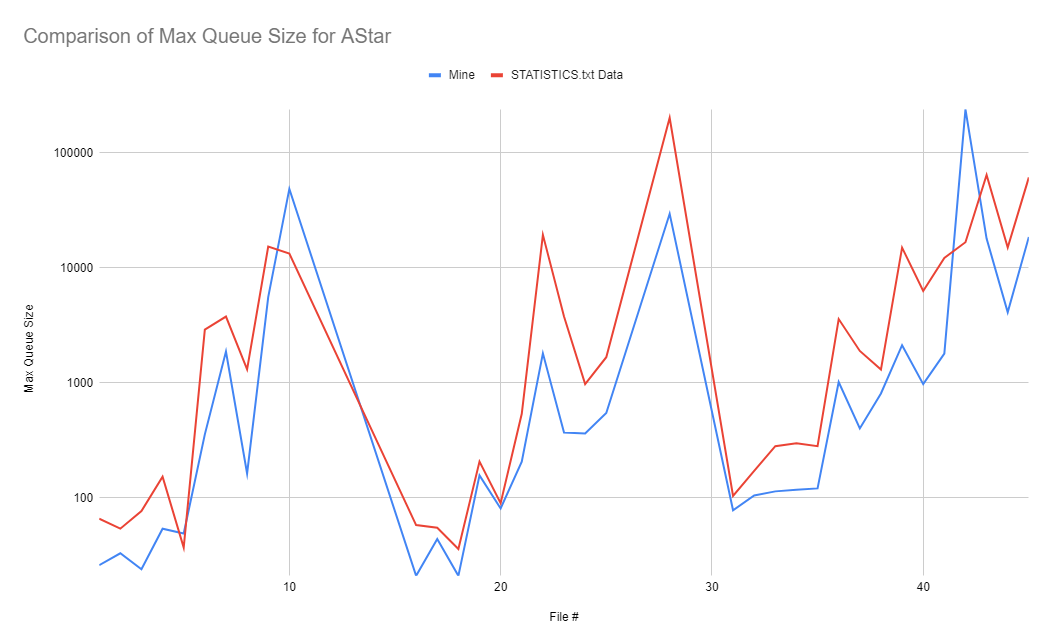 Comparison of Max Queue Size for AStar
Mine
STATISTICS.txt Data
Max Queue Size
100000
10000
1000
100
10
20
30
40
File #